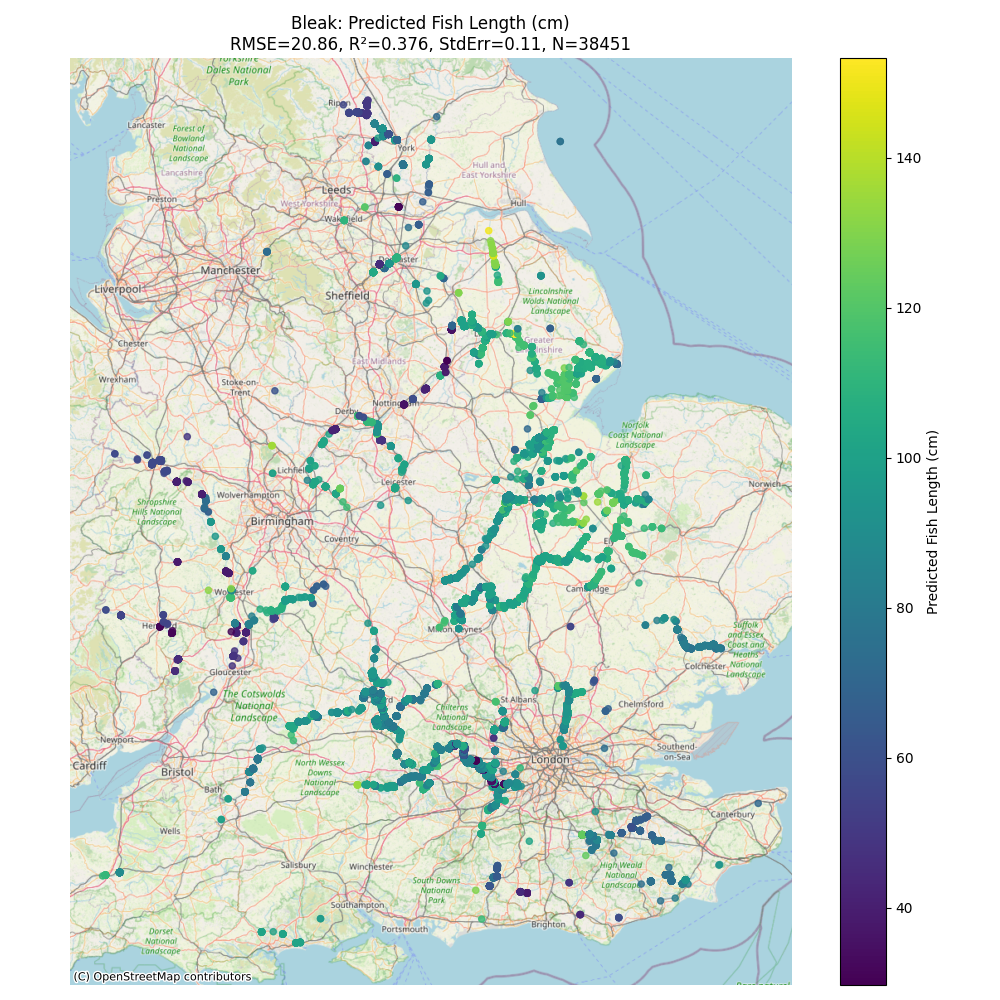 Bleak: Predicted Fish Length (cm)
RMSE=20.86, R²=0.376, StdErr=0.11, N=38451
Yorkshire
Dales National
Park
Ripon
Lancaster
Forest of
Bowland
National
Landscape
York
Lancashire
Hull and
East Yorkshire
Leeds
Preston
West Yorkshire
Hull
Wakefield
Doncaster
Manchester
Liverpool
Sheffield
Lincolnshire
Wolds National
Landscape
Chester
Greater
Lincolnshire
East Midlands
Wrexham
Stoke-on-
Trent
Nottingham
Derby
Norfolk
Coast National
Landscape
Lichfield
Leicester
Norwich
Wolverhampton
Shropshire
Hills National
Landscape
Birmingham
Coventry
Ely
Worcester
Cambridge
Hereford
Milton Keynes
Suffolk
and Essex
Coast and
Heaths
National
Landscape
Colchester
Gloucester
The Cotswolds
National
Landscape
St Albans
Chelmsford
Chilterns
National
Landscape
Newport
Southend
-on-Sea
London
Cardiff
Bristol
North Wessex
Downs
National
Landscape
Bath
Canterbury
Wells
Salisbury
Winchester
High Weald
National
Landscape
South Downs
National
Park
Southampton
Portsmouth
Brighton
Dorset
National
Landscape
(C) OpenStreetMap contributors
140
120
100
80
60
40
Predicted Fish Length (cm)